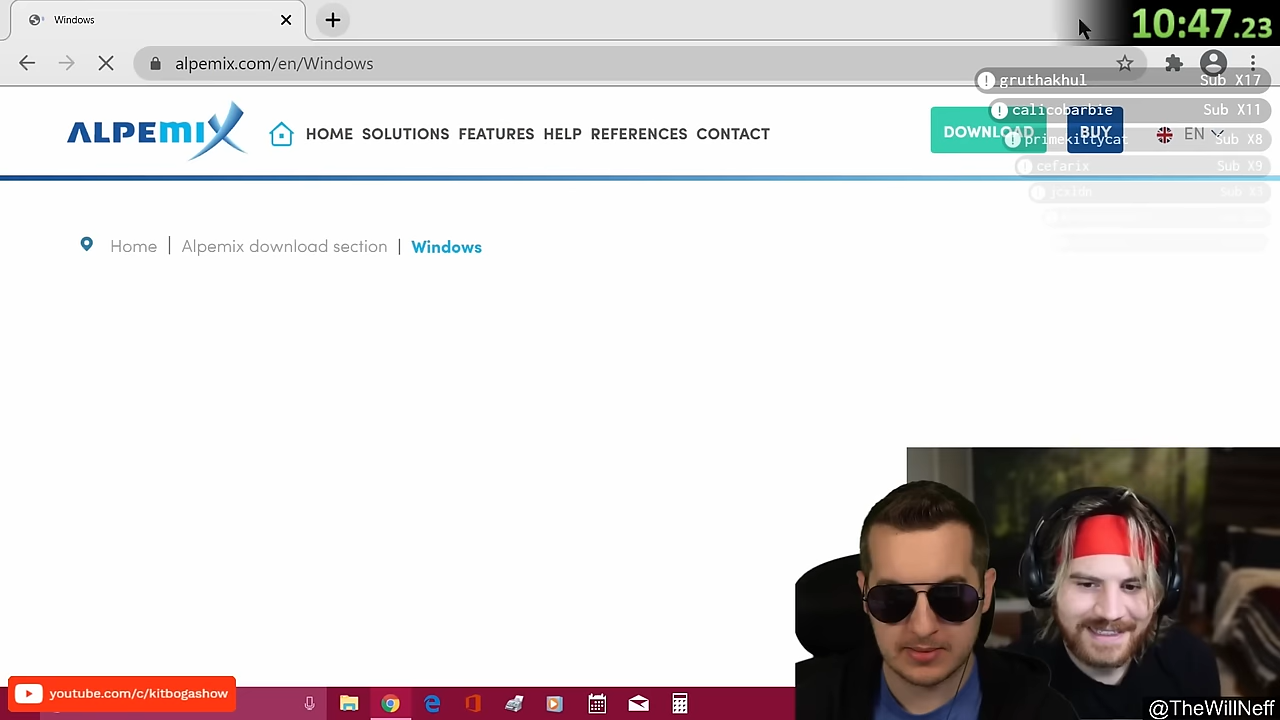 Windows
10:47.23
alpemix.com/en/Windows
gruthakhul Sub X17
calicobarbie Sub X11
primekittycat Sub X8
cefarix Sub X9
jcxldn
ALPEMIX
HOME SOLUTIONS FEATURES HELP REFERENCES CONTACT
DOWNLOAD
BUY
EN
Home | Alpemix download section | Windows
youtube.com/c/kitbogashow
@TheWillNeff